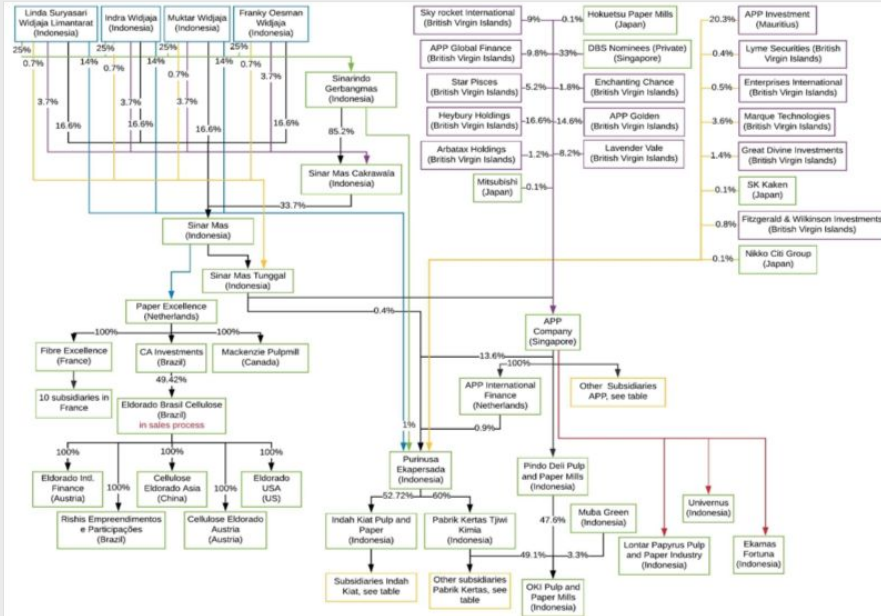 Linda Suryasari
Widjaja Limantarat
(Indonesia)
Indra Widjaja
(Indonesia)
Muktar Widjaja
(Indonesia)
Franky Oesman
Widjaja
(Indonesia)
25%
25%
25%
25%
0.7%
14%
0.7%
14%
0.7%
14%
0.7%
3.7%
3.7%
3.7%
3.7%
16.6%
16.6%
16.6%
16.6%
Sinarindo
Gerbangmas
(Indonesia)
85.2%
Sinar Mas Cakrawala
(Indonesia)
33.7%
Sinar Mas
(Indonesia)
Sinar Mas Tunggal
(Indonesia)
Sky rocket International
(British Virgin Islands)
9%
0.1%
Hokuetsu Paper Mills
(Japan)
APP Global Finance
(British Virgin Islands)
9.8%
33%
DBS Nominees (Private)
(Singapore)
Star Pisces
(British Virgin Islands)
5.2%
1.8%
Enchanting Chance
(British Virgin Islands)
Heybury Holdings
(British Virgin Islands)
16.6%
14.6%
APP Golden
(British Virgin Islands)
Arbatax Holdings
(British Virgin Islands)
1.2%
8.2%
Lavender Vale
(British Virgin Islands)
Mitsubishi
(Japan)
0.1%
20.3%
APP Investment
(Mauritius)
0.4%
Lyme Securities (British
Virgin Islands)
0.5%
Enterprises International
(British Virgin Islands)
3.6%
Marque Technologies
(British Virgin Islands)
1.4%
Great Divine Investments
(British Virgin Islands)
0.1%
SK Kaken
(Japan)
0.8%
Fitzgerald & Wilkinson Investments
(British Virgin Islands)
0.1%
Nikko Citi Group
(Japan)
Paper Excellence
(Netherlands)
0.4%
APP
Company
(Singapore)
100%
100%
Fibre Excellence
(France)
CA Investments
(Brazil)
Mackenzie Pulpmill
(Canada)
13.6%
100%
49.42%
APP International
Finance
(Netherlands)
Other Subsidiaries
APP, see table
10 subsidiaries in
France
Eldorado Brasil Cellulose
(Brazil)
in sales process
1%
0.9%
100%
100%
100%
100%
100%
Eldorado Intl.
Finance
(Austria)
Cellulose
Eldorado Asia
(China)
Eldorado
USA
(US)
Rishis Empreendimentos
e Participações
(Brazil)
Cellulose Eldorado
Austria
(Austria)
Purinusa
Ekapersada
(Indonesia)
52.72%
60%
Pindo Deli Pulp
and Paper Mills
(Indonesia)
Indah Kiat Pulp and
Paper
(Indonesia)
Pabrik Kertas Tjiwi
Kimia
(Indonesia)
47.6%
Muba Green
(Indonesia)
Univernus
(Indonesia)
Lontar Papyrus Pulp
and Paper Industry
(Indonesia)
Ekamas
Fortuna
(Indonesia)
49.1%
3.3%
Subsidiaries Indah
Kiat, see table
Other subsidiaries
Pabrik Kertas, see
table
OKI Pulp and
Paper Mills
(Indonesia)